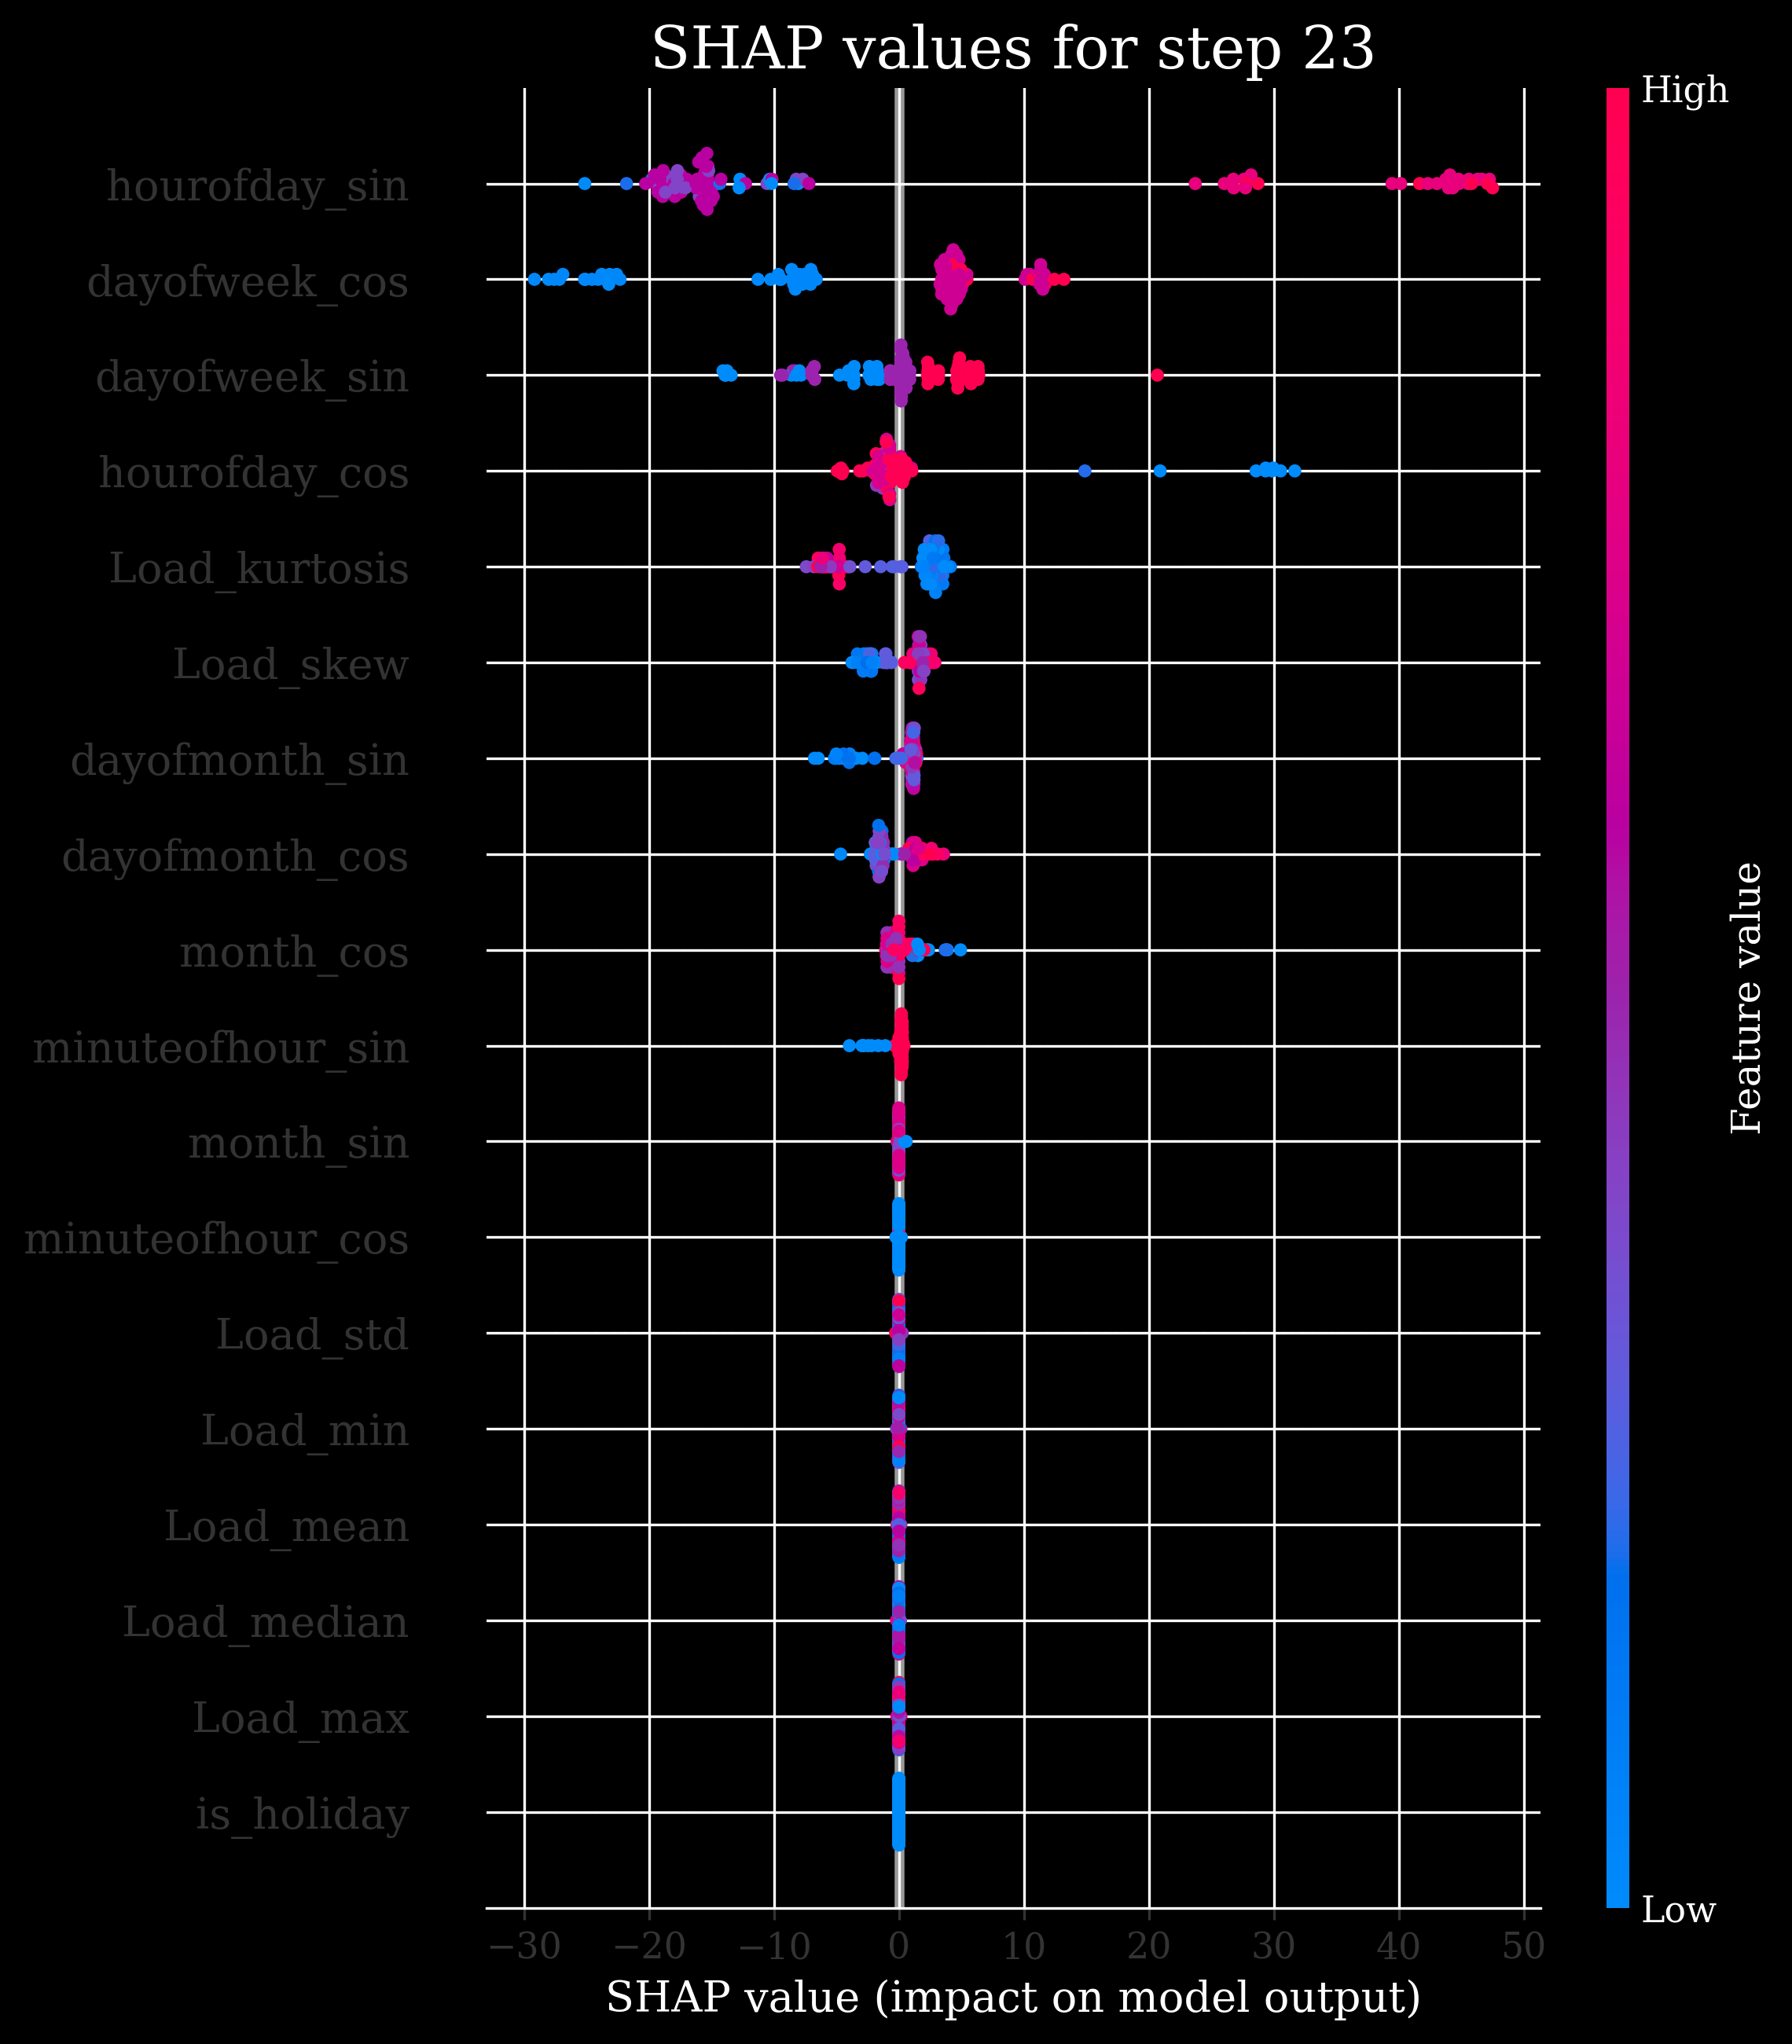 SHAP values for step 23
High
hourofday_sin
dayofweek_cos
dayofweek_sin
hourofday_cos
Load_kurtosis
Load_skew
dayofmonth_sin
dayofmonth_cos
month_cos
minuteofhour_sin
month_sin
minuteofhour_cos
Load_std
Load_min
Load_mean
Load_median
Load_max
is_holiday
Feature value
Low
−30 −20 −10 0 10 20 30 40 50
SHAP value (impact on model output)